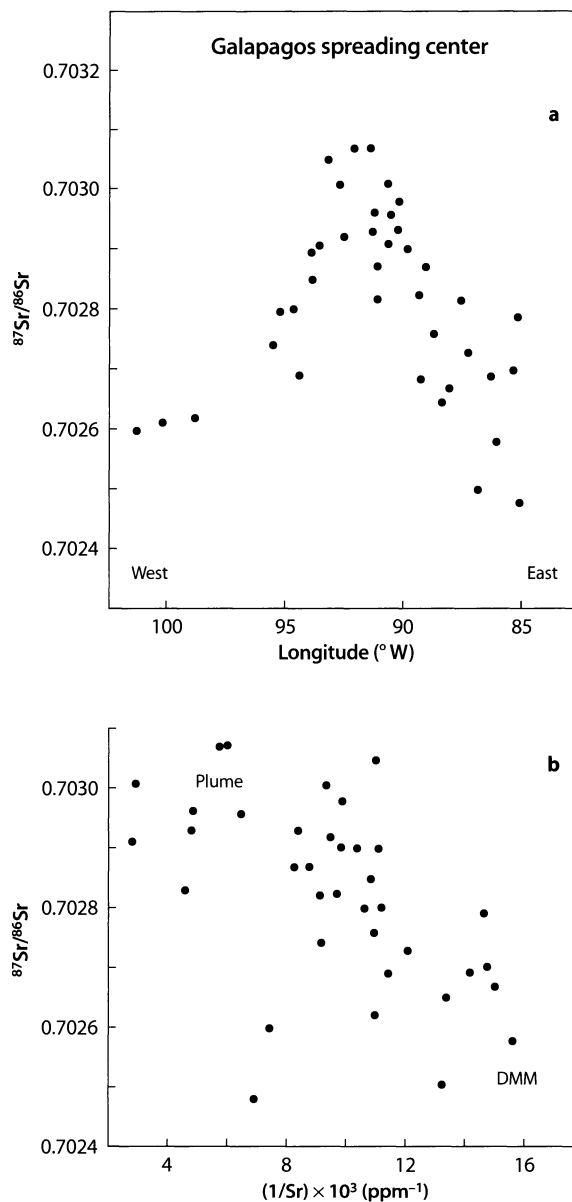 Galapagos spreading center
a
0.7032
0.7030
0.7028
0.7026
0.7024
⁸⁷Sr/⁸⁶Sr
West
East
100
95
90
85
Longitude (° W)
b
0.7030
0.7028
0.7026
0.7024
⁸⁷Sr/⁸⁶Sr
Plume
DMM
4
8
12
16
(1/Sr) × 10³ (ppm⁻¹)